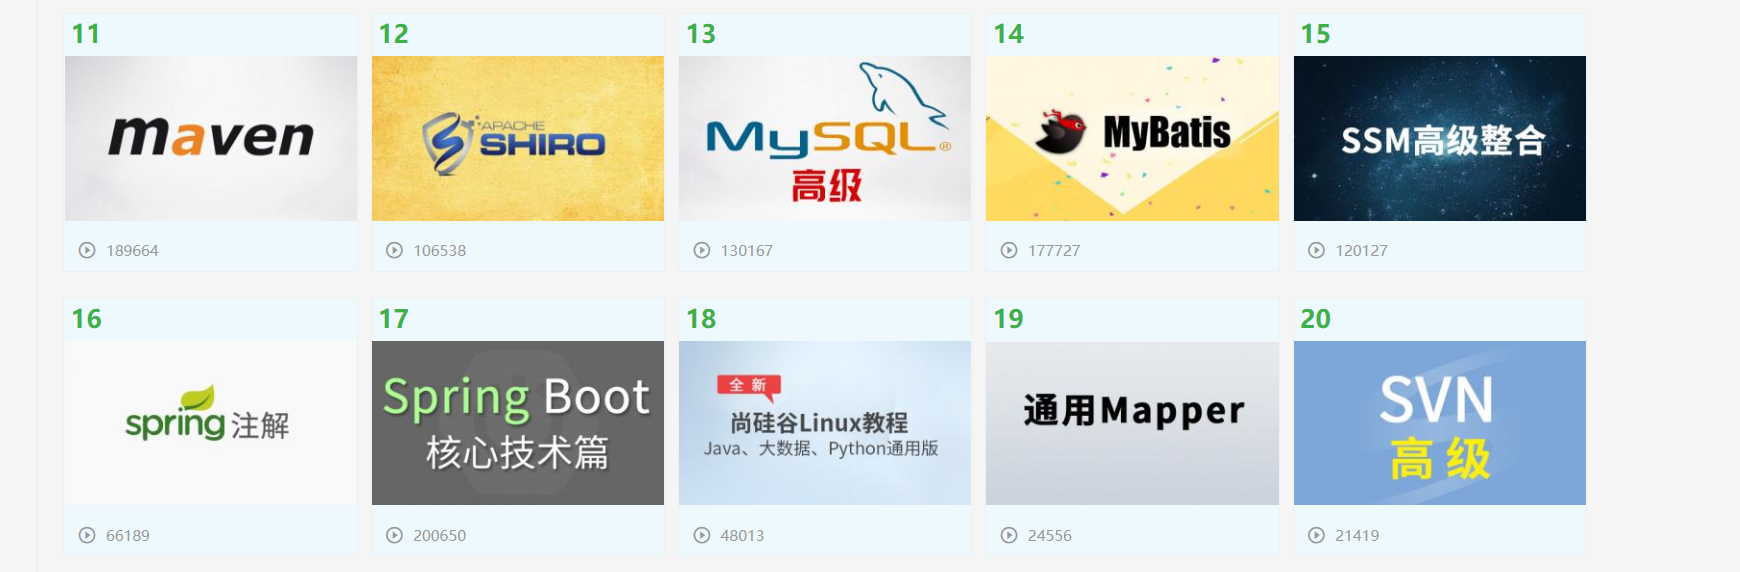 11
maven
189664
12
APACHE
SHIRO
106538
13
MySQL®
高级
130167
14
MyBatis
177727
15
SSM高级整合
120127
16
spring 注解
66189
17
Spring Boot
核心技术篇
200650
18
全新
尚硅谷Linux教程
Java、大数据、Python通用版
48013
19
通用Mapper
24556
20
SVN
高级
21419